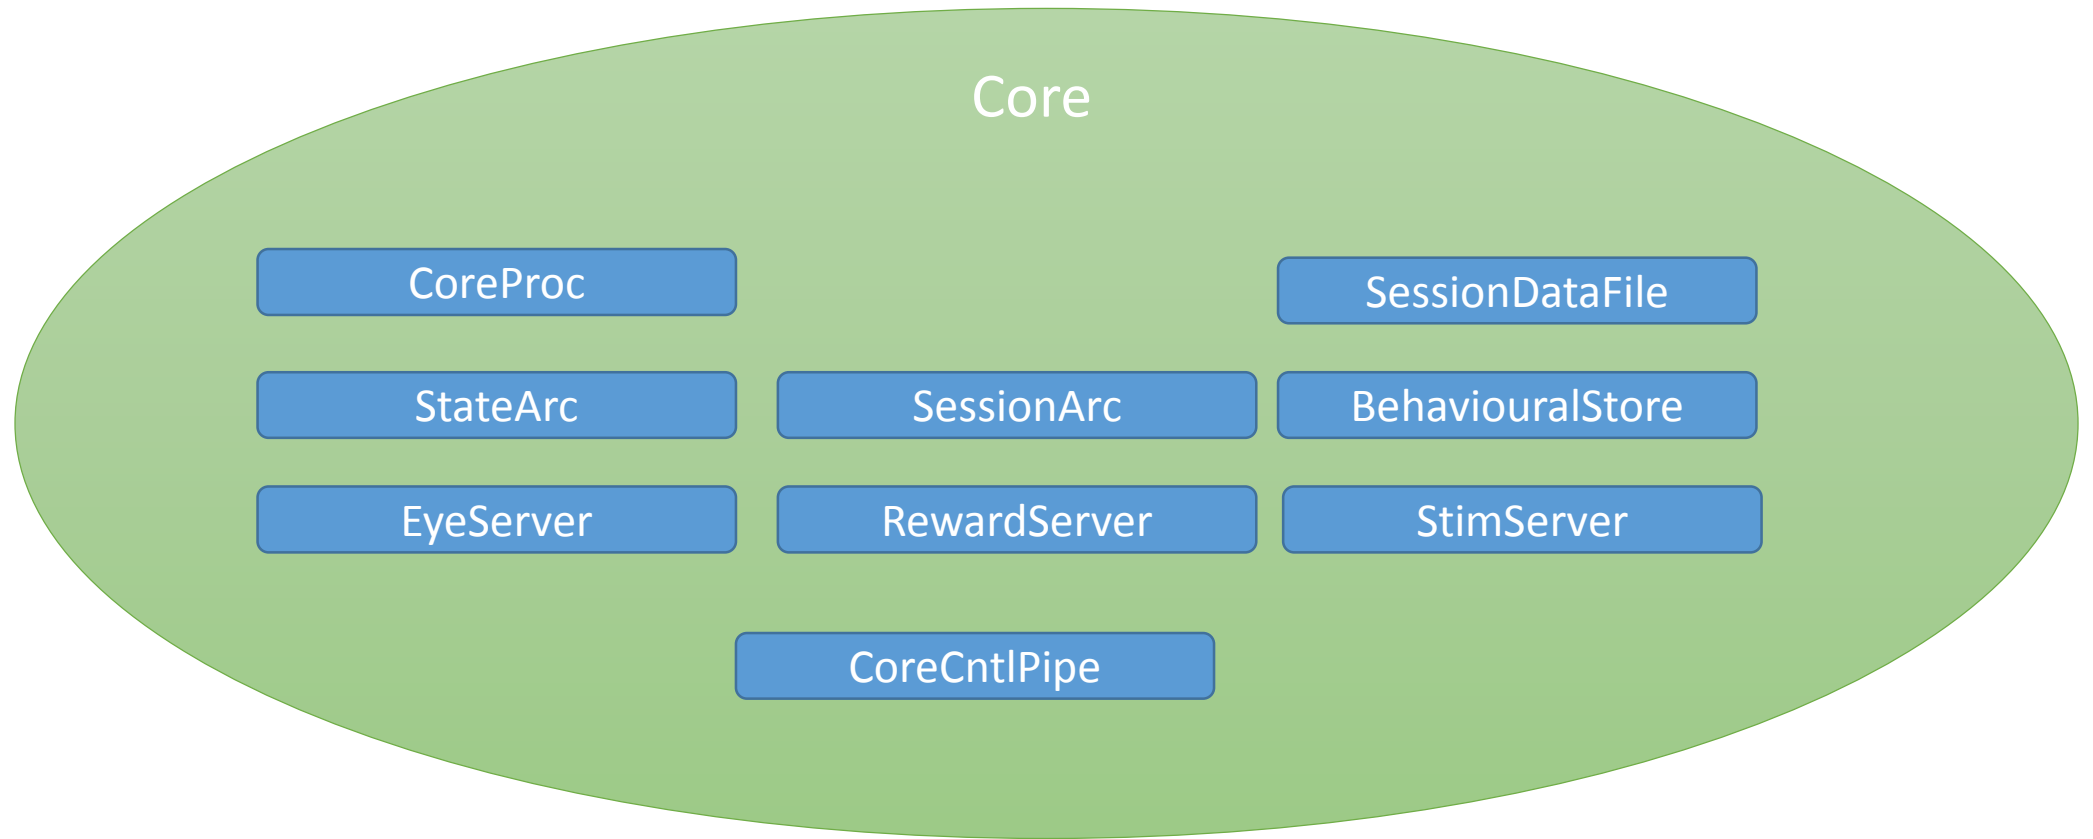 Core
CoreProc
SessionDataFile
StateArc
SessionArc
BehaviouralStore
EyeServer
RewardServer
StimServer
CoreCntlPipe